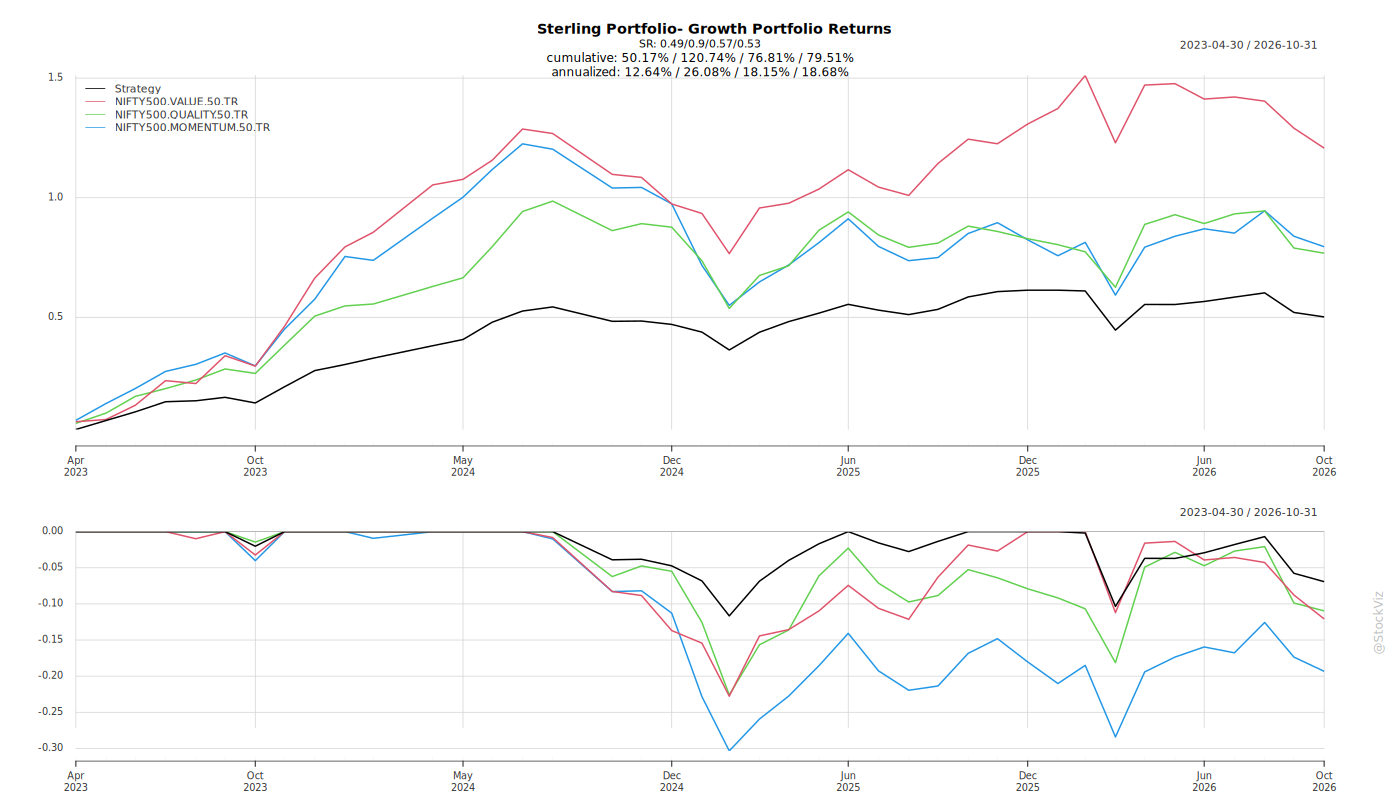 Sterling Portfolio- Growth Portfolio Returns
SR: 0.49/0.9/0.57/0.53
cumulative: 50.17% / 120.74% / 76.81% / 79.51%
annualized: 12.64% / 26.08% / 18.15% / 18.68%
2023-04-30 / 2026-10-31
Strategy
NIFTY500.VALUE.50.TR
NIFTY500.QUALITY.50.TR
NIFTY500.MOMENTUM.50.TR
1.5
1.0
0.5
Apr Oct May Dec Jun Dec Jun Oct
2023 2023 2024 2024 2025 2025 2026 2026
2023-04-30 / 2026-10-31
0.00
-0.05
-0.10
-0.15
-0.20
-0.25
-0.30
Apr Oct May Dec Jun Dec Jun Oct
2023 2023 2024 2024 2025 2025 2026 2026
@StockViz